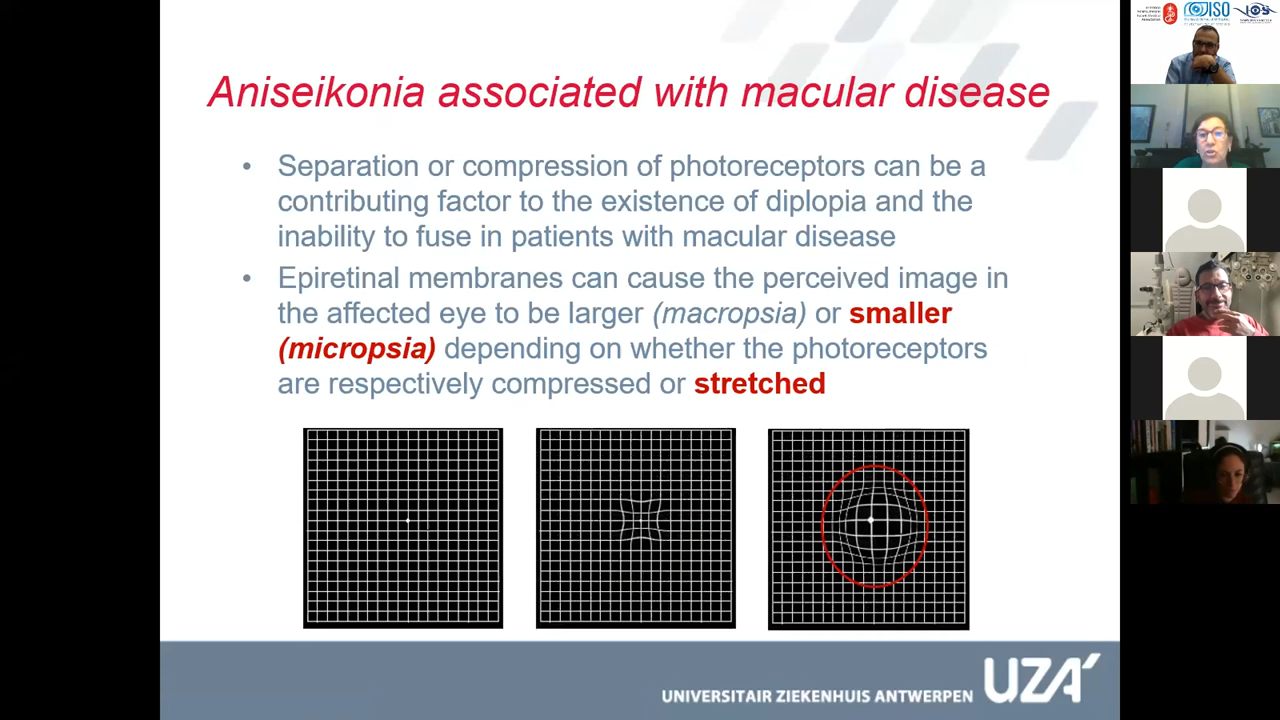 Aniseikonia associated with macular disease
• Separation or compression of photoreceptors can be a
contributing factor to the existence of diplopia and the
inability to fuse in patients with macular disease
• Epiretinal membranes can cause the perceived image in
the affected eye to be larger (macropsia) or smaller
(micropsia) depending on whether the photoreceptors
are respectively compressed or stretched
UNIVERSITAIR ZIEKENHUIS ANTWERPEN
UZA
ISO
IOS